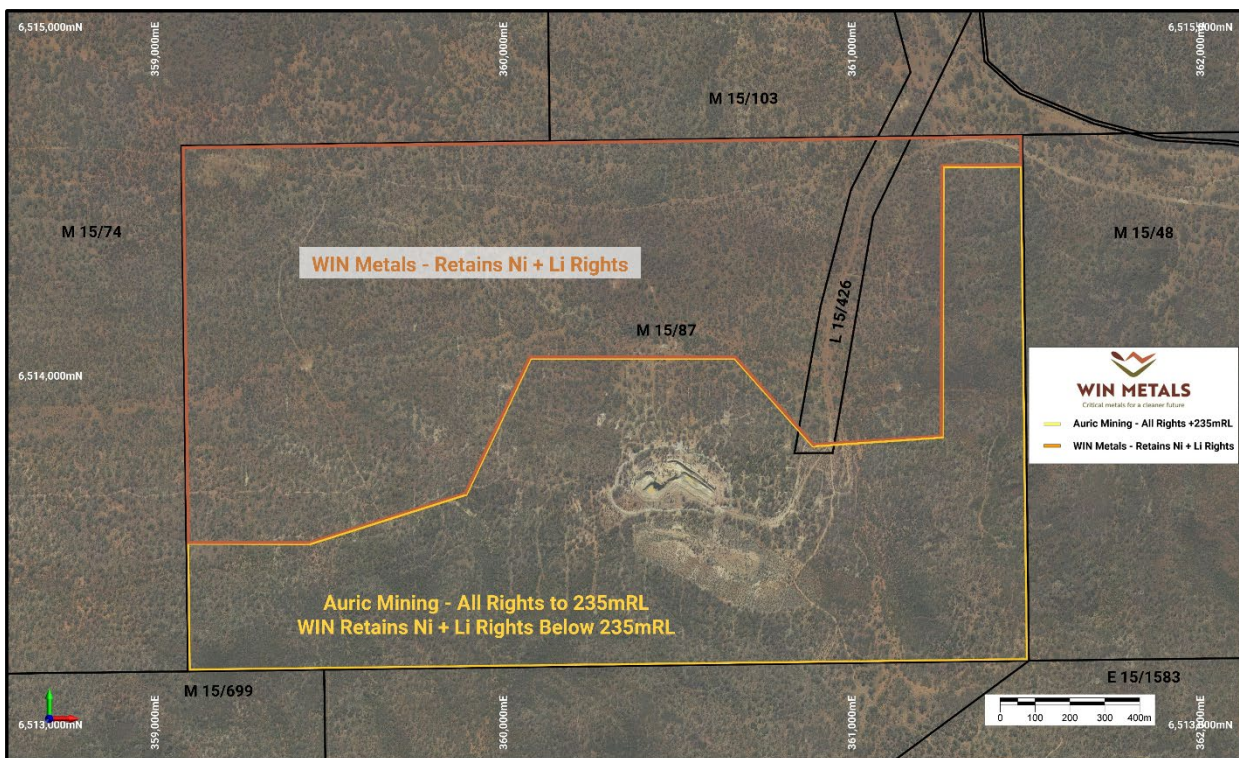 6,515,000mN
359,000mE
360,000mE
361,000mE
6,515,000mN
362,000mE
M 15/103
M 15/74
M 15/48
WIN Metals - Retains Ni + Li Rights
L 15/426
M 15/87
6,514,000mN
WIN METALS
Critical metals for a cleaner future
Auric Mining - All Rights +235mRL
WIN Metals - Retains Ni + Li Rights
Auric Mining - All Rights to 235mRL
WIN Retains Ni + Li Rights Below 235mRL
M 15/699
E 15/1583
6,513,000mN
359,000mE
360,000mE
361,000mE
0 100 200 300 400m
6,513,000mN
362,000mE